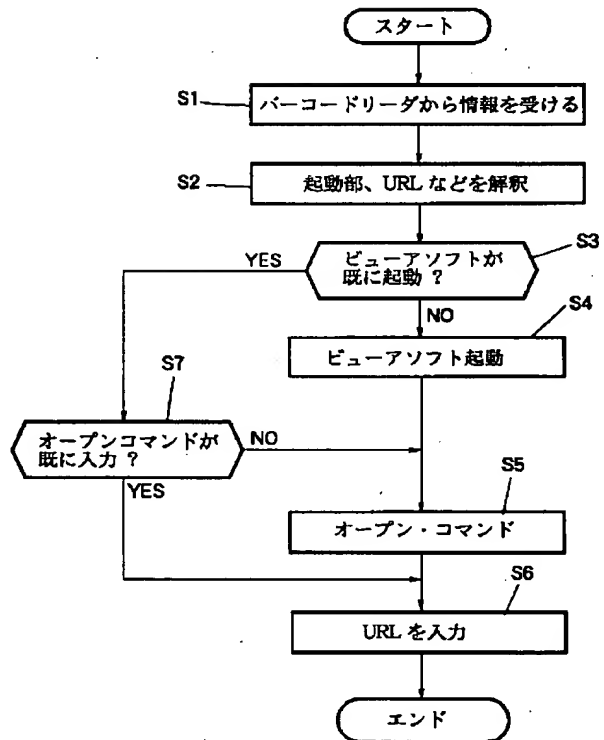 スタート
S1
バーコードリーダから情報を受ける
S2
起動部、URL などを解釈
S3
ビューアソフトが
既に起動 ?
YES
NO
S4
ビューアソフト起動
S7
オープンコマンドが
既に入力 ?
NO
YES
S5
オープン・コマンド
S6
URL を入力
エンド